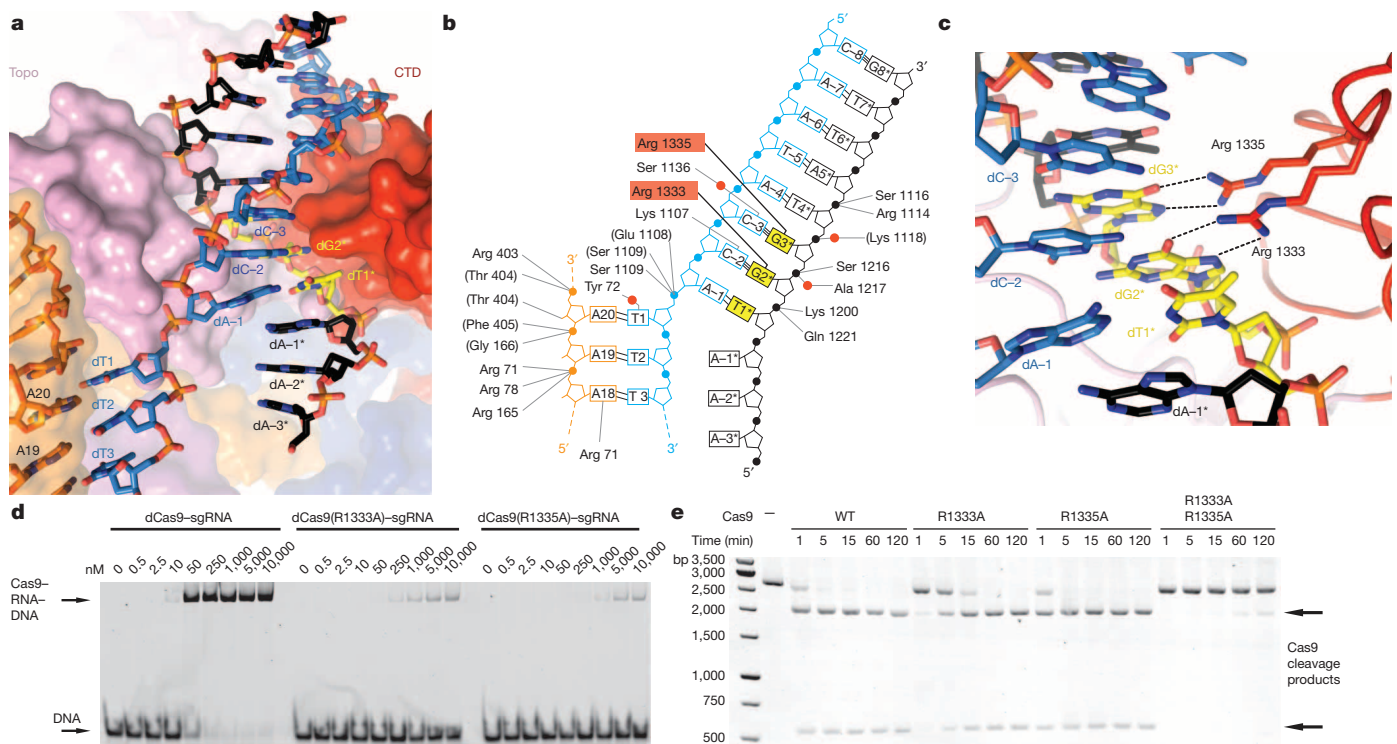 a
Topo
CTD
dC–3
dG2*
dC–2
dT1*
dA–1
dA–1*
dT1
dA–2*
A20
dT2
dA–3*
A19
dT3
b
5′
C–8 G8*
3′
A–7 T7*
A–6 T6*
Arg 1335
T–5 A5*
Ser 1136
A–4 T4*
Ser 1116
Arg 1333
Arg 1114
C–3 G3*
Lys 1107
(Lys 1118)
(Glu 1108)
C–2 G2*
Ser 1216
(Ser 1109)
Ala 1217
Arg 403
Ser 1109
A–1 T1*
(Thr 404)
Tyr 72
Lys 1200
3′
Gln 1221
(Thr 404)
A20 T1
(Phe 405)
A–1*
(Gly 166)
A19 T2
Arg 71
A–2*
Arg 78
A18 T 3
Arg 165
A–3*
5′
3′
5′
Arg 71
c
Arg 1335
dG3*
dC–3
Arg 1333
dC–2
dG2*
dT1*
dA–1
dA–1*
d
dCas9–sgRNA dCas9(R1333A)–sgRNA dCas9(R1335A)–sgRNA
nM 0 0.5 2.5 10 50 250 1,000 5,000 10,000 0 0.5 2.5 10 50 250 1,000 5,000 10,000 0 0.5 2.5 10 50 250 1,000 5,000 10,000
Cas9–
RNA–
DNA
DNA
e
R1333A
Cas9 – WT R1333A R1335A R1335A
Time (min) 1 5 15 60 120 1 5 15 60 120 1 5 15 60 120 1 5 15 60 120
bp
3,500
3,000
2,500
2,000
1,500
1,000
750
500
Cas9
cleavage
products